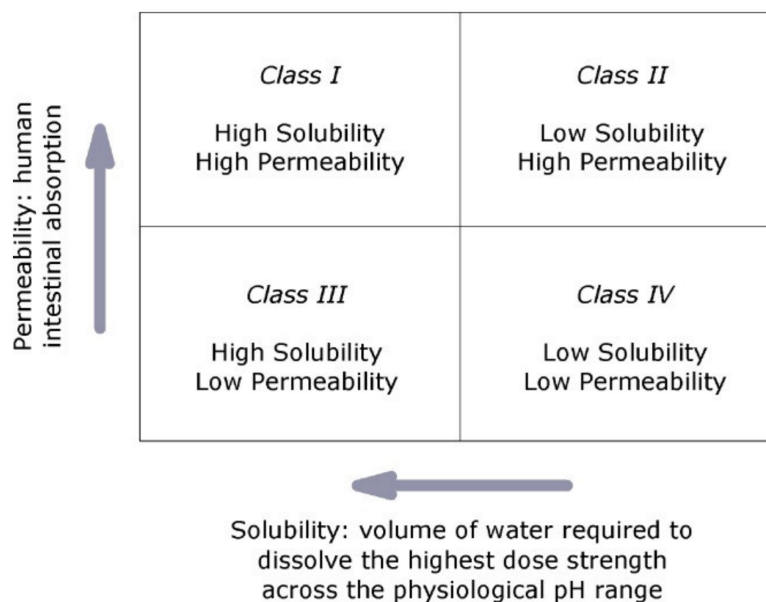 Permeability: human
intestinal absorption
Class I
High Solubility
High Permeability
Class II
Low Solubility
High Permeability
Class III
High Solubility
Low Permeability
Class IV
Low Solubility
Low Permeability
Solubility: volume of water required to
dissolve the highest dose strength
across the physiological pH range